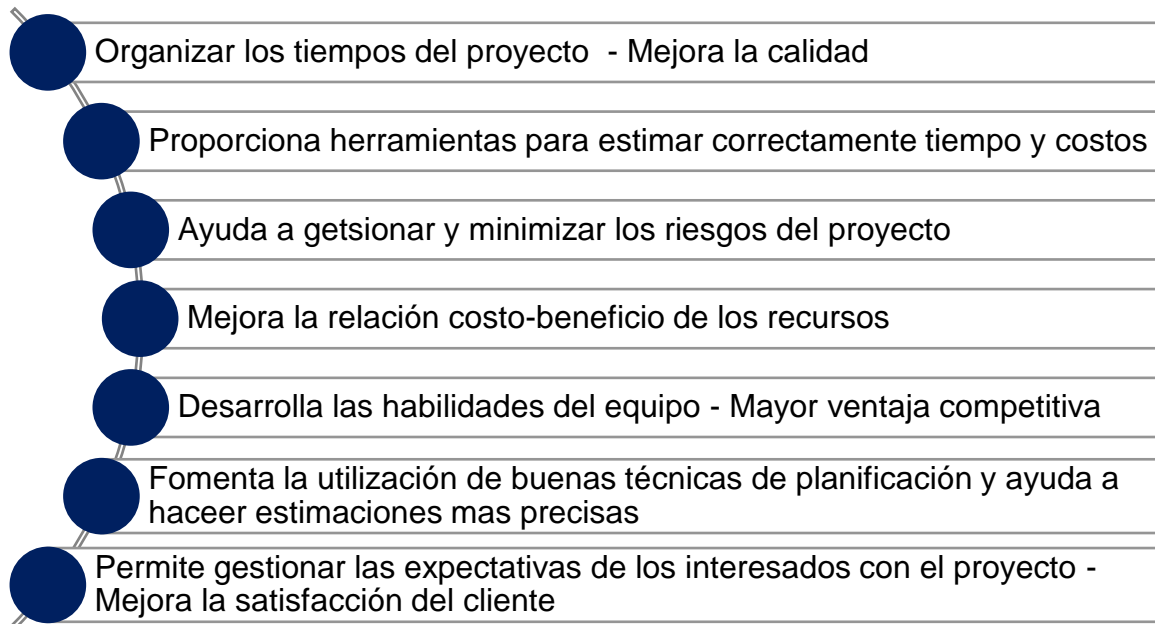 Organizar los tiempos del proyecto  - Mejora la calidad
Proporciona herramientas para estimar correctamente tiempo y costos
Ayuda a getsionar y minimizar los riesgos del proyecto
Mejora la relación costo-beneficio de los recursos
Desarrolla las habilidades del equipo - Mayor ventaja competitiva
Fomenta la utilización de buenas técnicas de planificación y ayuda a
haceer estimaciones mas precisas
Permite gestionar las expectativas de los interesados con el proyecto -
Mejora la satisfacción del cliente